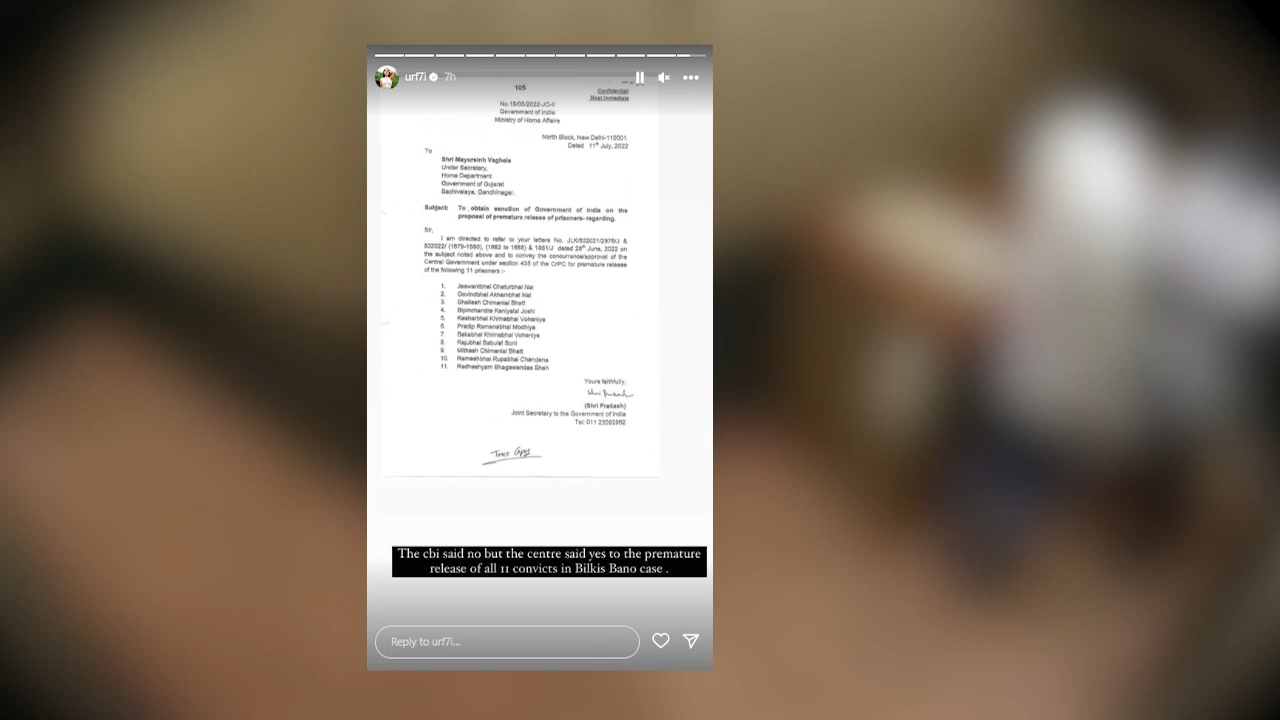 urf7i 7h
105
Confidential
Most Immediate
No.15/05/2022-JC-II
Government of India
Ministry of Home Affairs
North Block, New Delhi-110001.
Dated 11th July, 2022
To
Shri Mayursinh Vaghela
Under Secretary,
Home Department
Government of Gujarat
Sachivalaya, Gandhinagar.
Subject: To obtain sanction of Government of India on the
proposal of premature release of prisoners- regarding.
Sir,
I am directed to refer to your letters No. JLK/832021/2978/J &
832022/ (1679-1680), (1682 to 1688) & 1861/J dated 28th June, 2022 on
the subject noted above and to convey the concurrence/approval of the
Central Government under section 435 of the CrPC for premature release
of the following 11 prisoners :-
1. Jaswantbhai Chaturbhai Nai
2. Govindbhai Akhambhai Nai
3. Shailesh Chimanlal Bhatt
4. Bipinchandra Kaniyalal Joshi
5. Kesharbhai Khimabhai Vohaniya
6. Pradip Ramanabhai Modhiya
7. Bakabhai Khimabhai Vohaniya
8. Rajubhai Babulal Soni
9. Mithesh Chimanlal Bhatt
10. Rameshbhai Rupabhai Chandana
11. Radheshyam Bhagawandas Shah
Yours faithfully,
(Shri Prakash)
Joint Secretary to the Government of India
Tel: 011 23092962
True Copy
The cbi said no but the centre said yes to the premature
release of all 11 convicts in Bilkis Bano case .
Reply to urf7i...